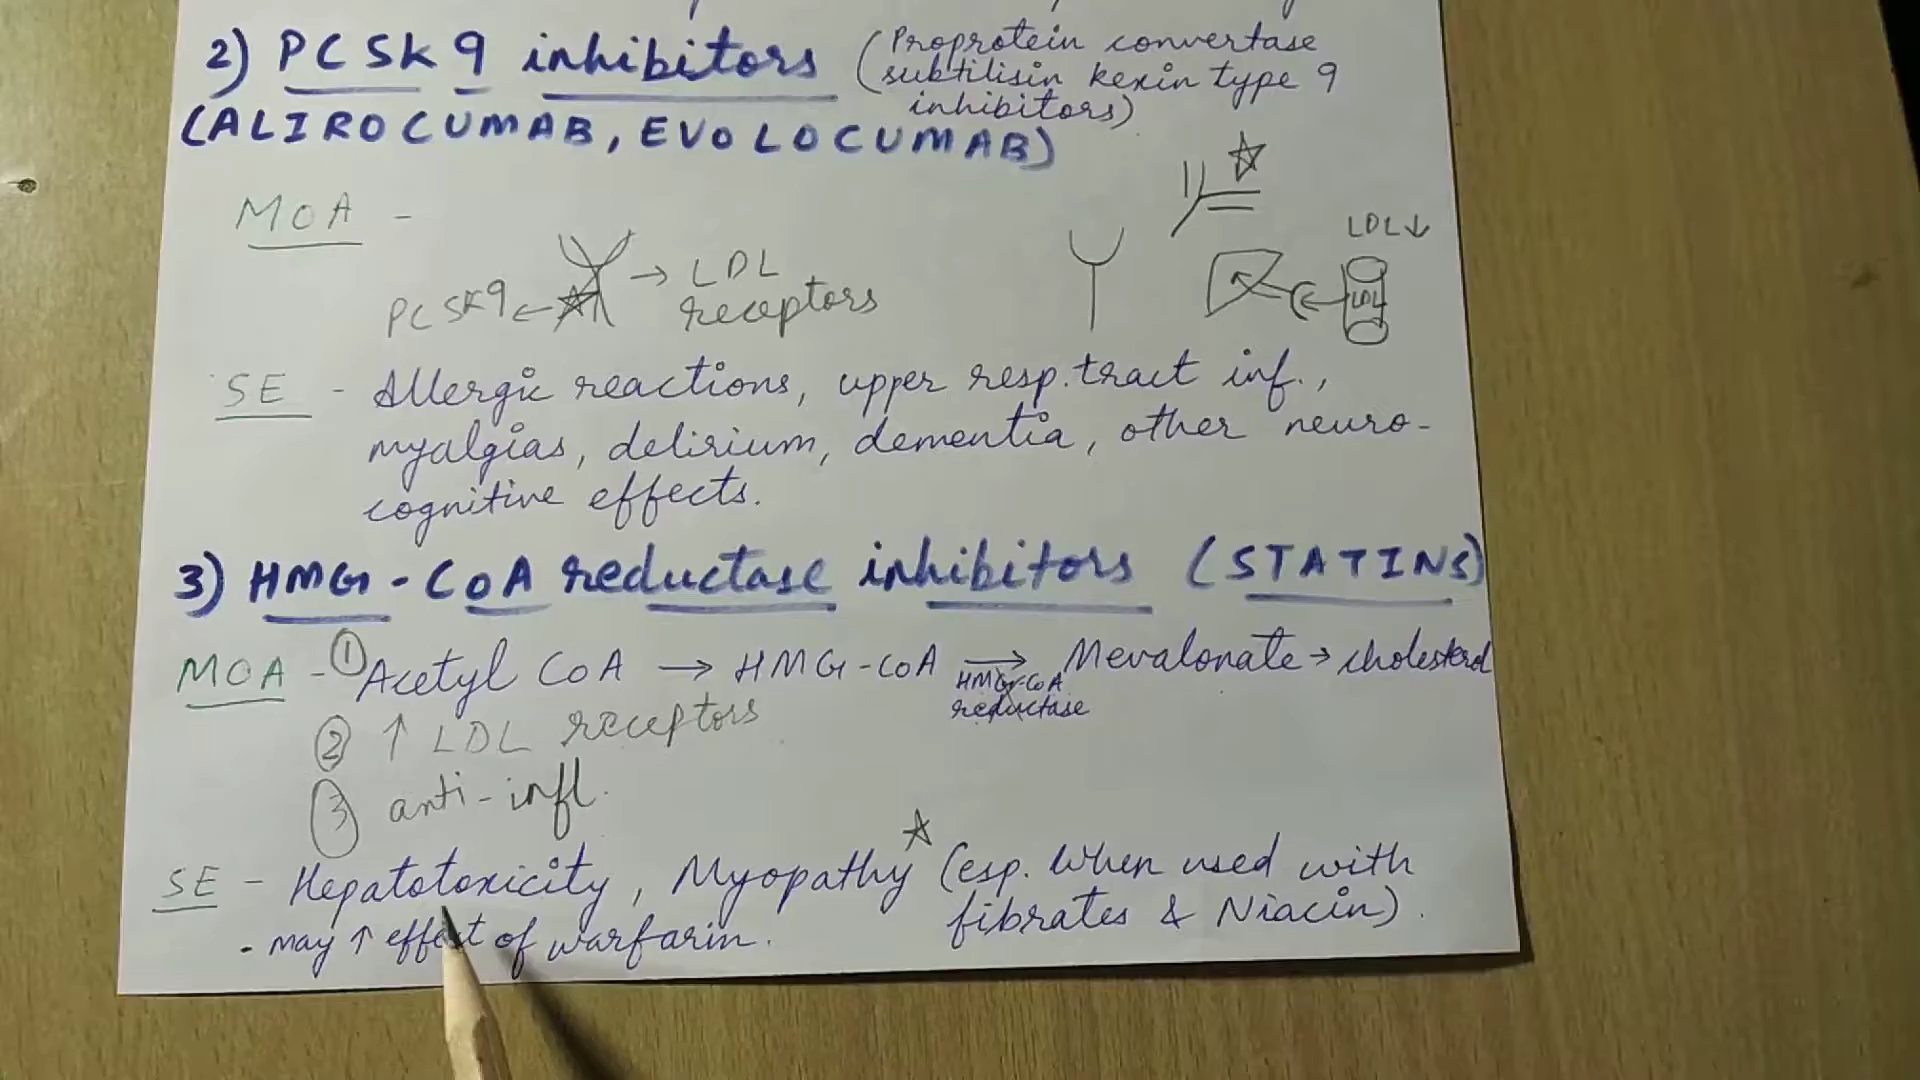 2) PCSK 9 inhibitors (Proprotein convertase
subtilisin kexin type 9
inhibitors)
(ALIROCUMAB, EVOLOCUMAB)
MOA -
LDL↓
PCSK9 ← → LDL
receptors
LDL
SE - Allergic reactions, upper resp. tract inf.,
myalgias, delirium, dementia, other neuro-
cognitive effects.
3) HMG-CoA reductase inhibitors (STATINS)
MOA - ① Acetyl CoA → HMG-CoA → Mevalonate → cholesterol
HMG-CoA
reductase
② ↑ LDL receptors
③ anti-infl.
SE - Hepatotoxicity, Myopathy☆ (esp. When used with
fibrates & Niacin).
- may ↑ effect of warfarin.